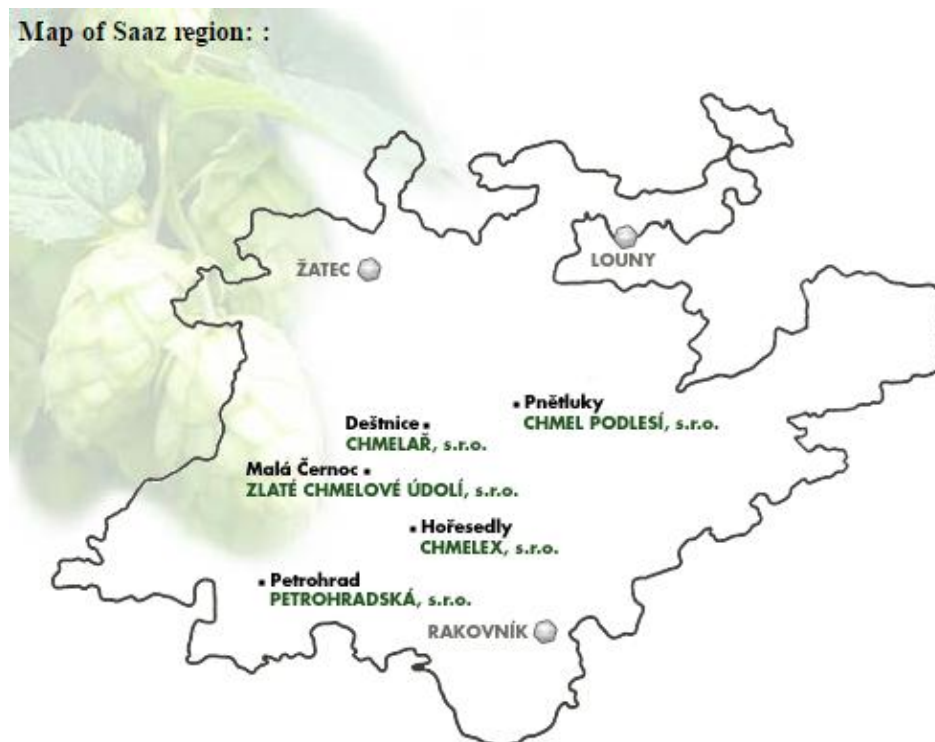 Map of Saaz region: :
LOUNY
ŽATEC
Pnětluky
CHMEL PODLESÍ, s.r.o.
Deštnice
CHMELAŘ, s.r.o.
Malá Černoc
ZLATÉ CHMELOVÉ ÚDOLÍ, s.r.o.
Hořesedly
CHMELEX, s.r.o.
Petrohrad
PETROHRADSKÁ, s.r.o.
RAKOVNÍK